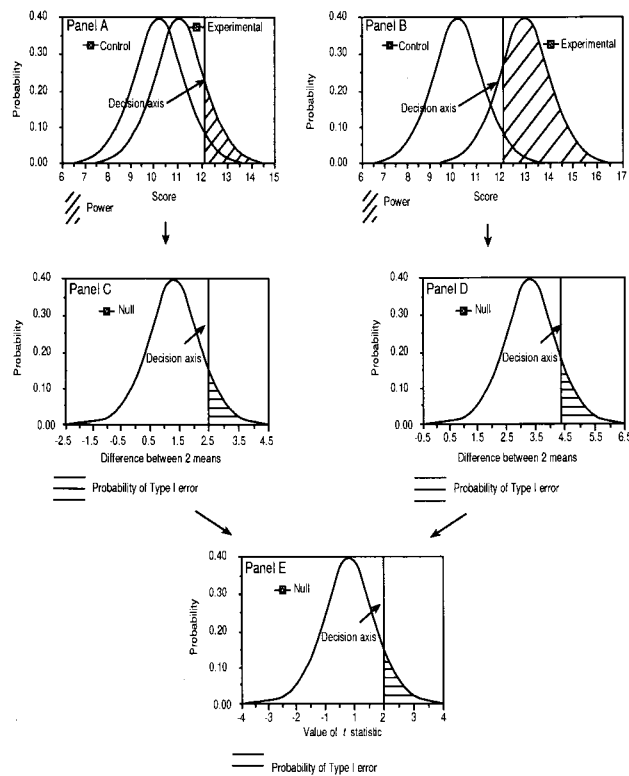 Panel A
Control
Experimental
Decision axis
Probability
0.40
0.30
0.20
0.10
0.00
6 7 8 9 10 11 12 13 14 15
Score
Power
Panel B
Control
Experimental
Decision axis
Probability
0.40
0.30
0.20
0.10
0.00
6 7 8 9 10 11 12 13 14 15 16 17
Score
Power
Panel C
Null
Decision axis
Probability
0.40
0.30
0.20
0.10
0.00
-2.5 -1.5 -0.5 0.5 1.5 2.5 3.5 4.5
Difference between 2 means
Probability of Type I error
Panel D
Null
Decision axis
Probability
0.40
0.30
0.20
0.10
0.00
-0.5 0.5 1.5 2.5 3.5 4.5 5.5 6.5
Difference between 2 means
Probability of Type I error
Panel E
Null
Decision axis
Probability
0.40
0.30
0.20
0.10
0.00
-4 -3 -2 -1 1 2 3 4
Value of t statistic
Probability of Type I error